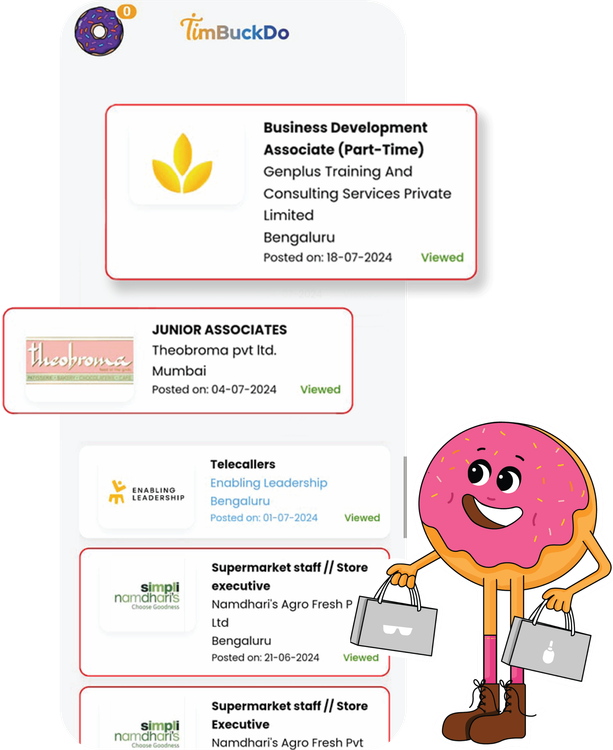 0
TimBuckDo
Business Development
Associate (Part-Time)
Genplus Training And
Consulting Services Private
Limited
Bengaluru
Posted on: 18-07-2024 Viewed
theobroma
JUNIOR ASSOCIATES
Theobroma pvt ltd.
Mumbai
Posted on: 04-07-2024 Viewed
ENABLING
LEADERSHIP
Telecallers
Enabling Leadership
Bengaluru
Posted on: 01-07-2024 Viewed
simpli
namdhari's
Choose Goodness
Supermarket staff // Store
executive
Namdhari's Agro Fresh P
Ltd
Bengaluru
Posted on: 21-06-2024 Viewed
simpli
namdhari's
Choose Goodness
Supermarket staff // Store
Executive
Namdhari's Agro Fresh Pvt